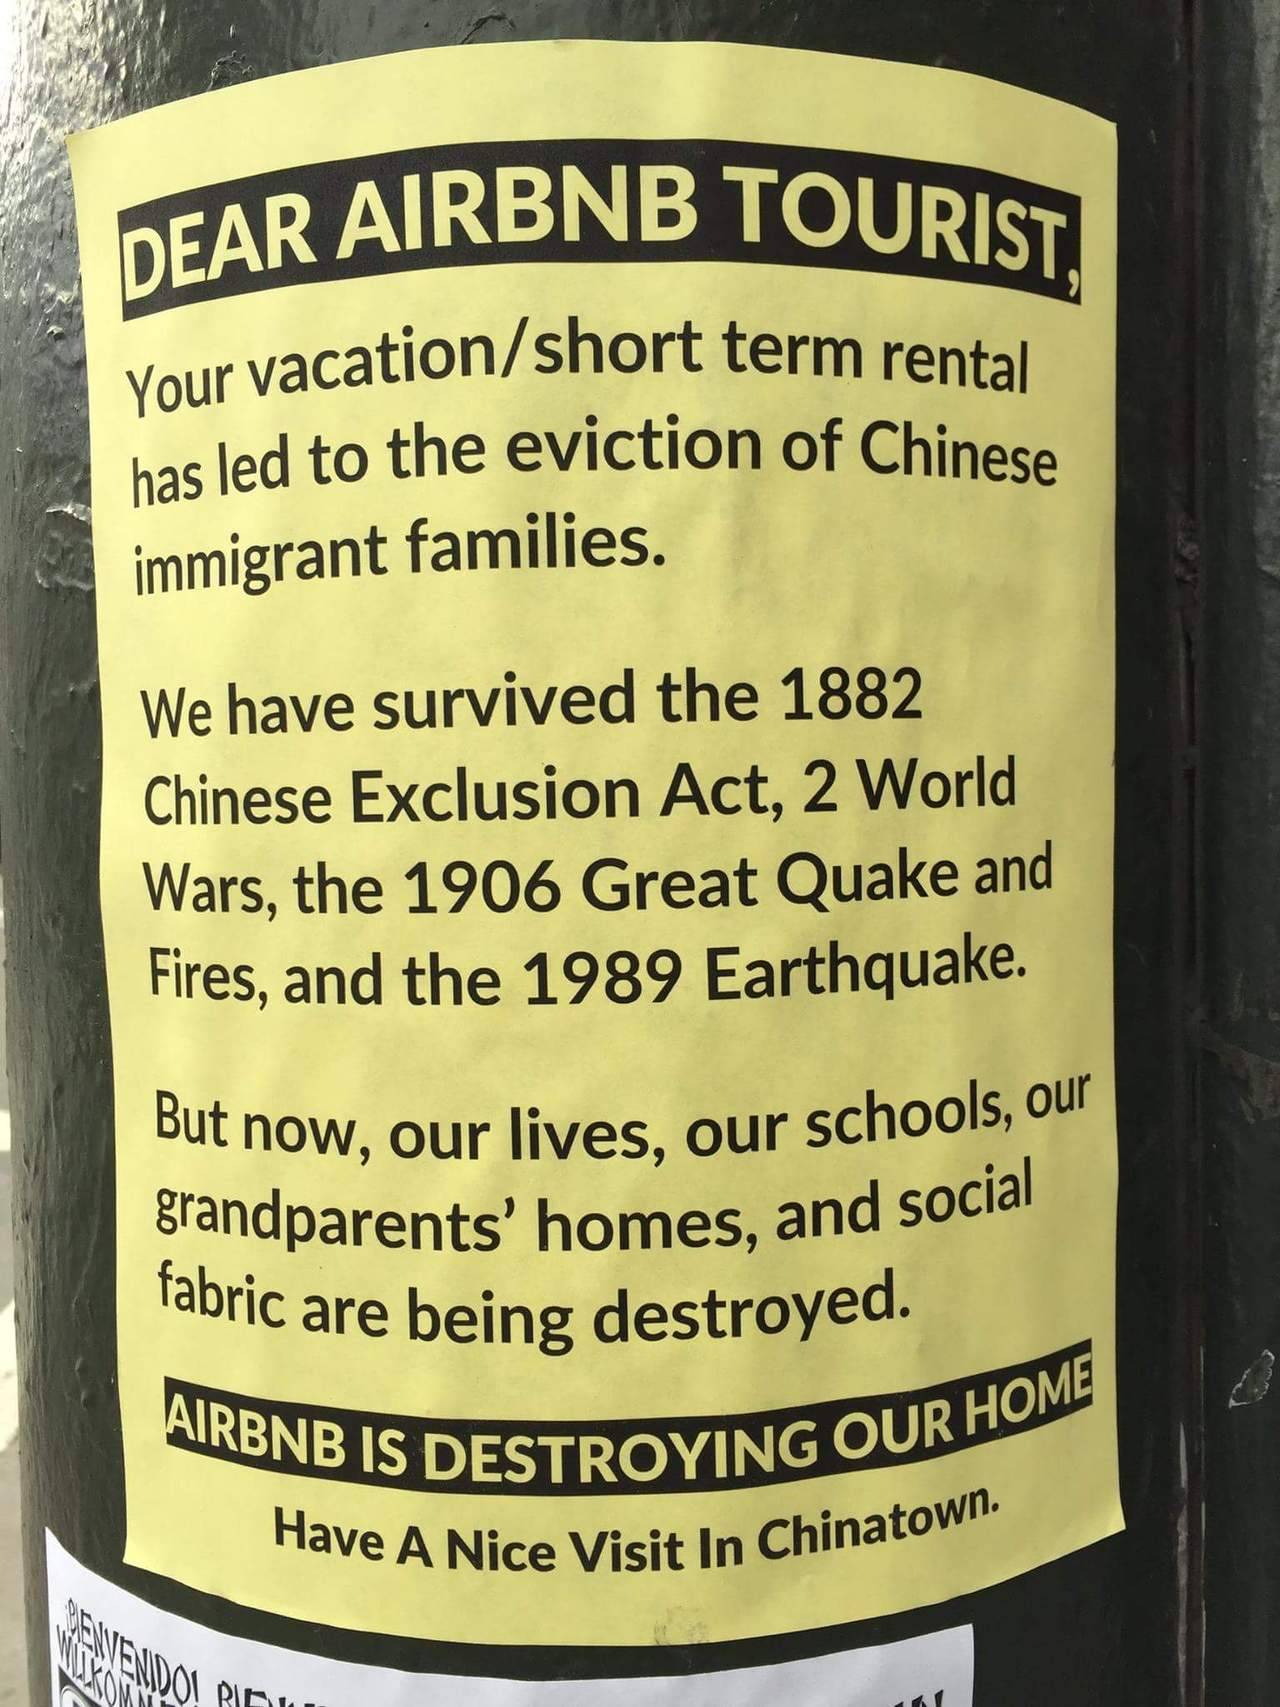 DEAR AIRBNB TOURIST,
Your vacation/short term rental
has led to the eviction of Chinese
immigrant families.
We have survived the 1882
Chinese Exclusion Act, 2 World
Wars, the 1906 Great Quake and
Fires, and the 1989 Earthquake.
But now, our lives, our schools, our
grandparents' homes, and social
fabric are being destroyed.
AIRBNB IS DESTROYING OUR HOME
Have A Nice Visit In Chinatown.
¡BIENVENIDO!